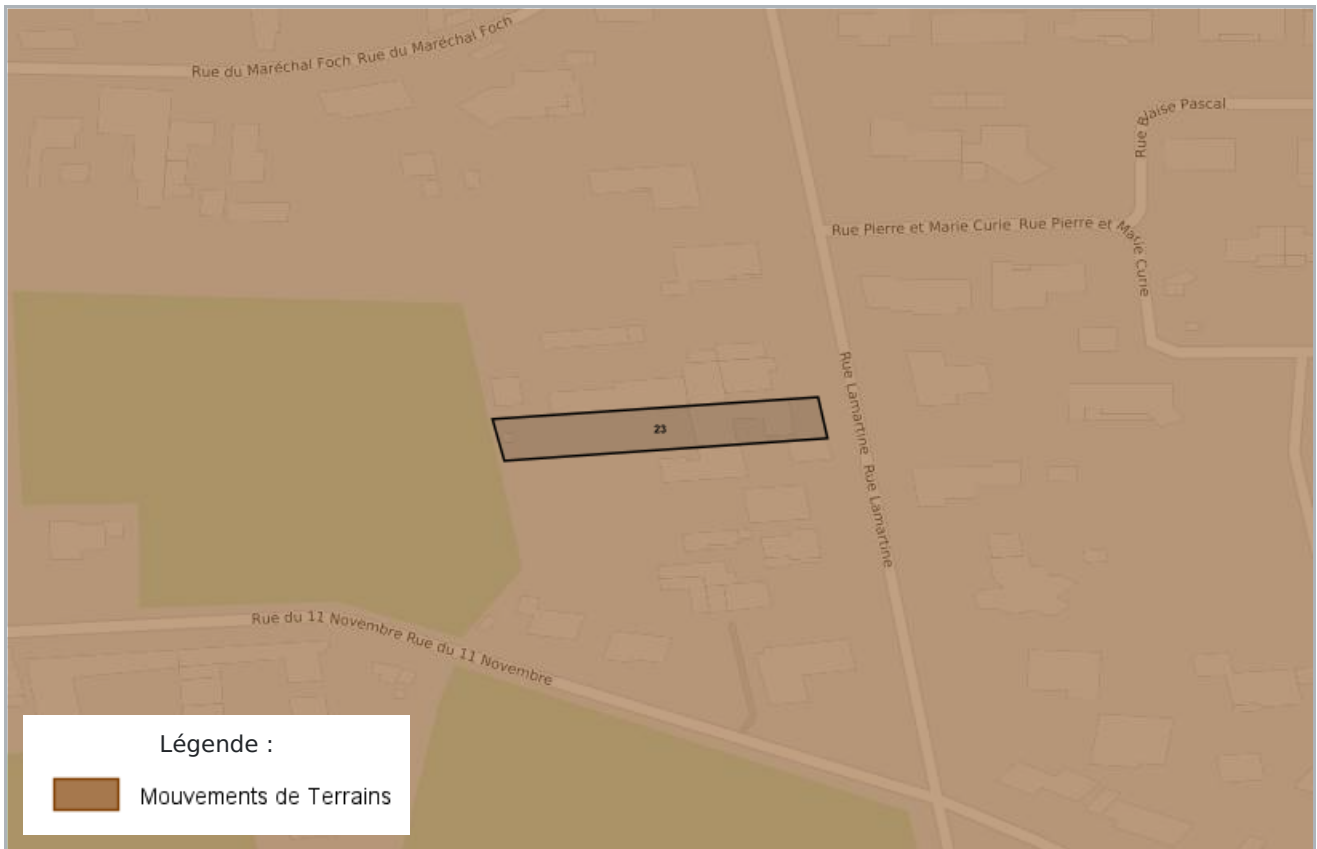 Rue du Maréchal Foch Rue du Maréchal Foch
Rue Blaise Pascal
Rue Pierre et Marie Curie Rue Pierre et Marie Curie
Rue Lamartine Rue Lamartine
23
Rue du 11 Novembre Rue du 11 Novembre
Légende :
Mouvements de Terrains